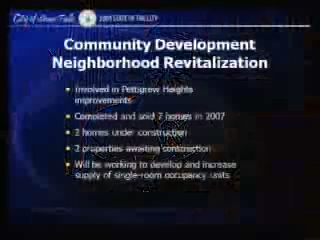 City of Sioux Falls 2008 STATE OF THE CITY
Community Development
Neighborhood Revitalization
• Involved in Pettigrew Heights
improvements
• Completed and sold 7 homes in 2007
• 2 homes under construction
• 2 properties awaiting construction
• Will be working to develop and increase
supply of single-room occupancy units